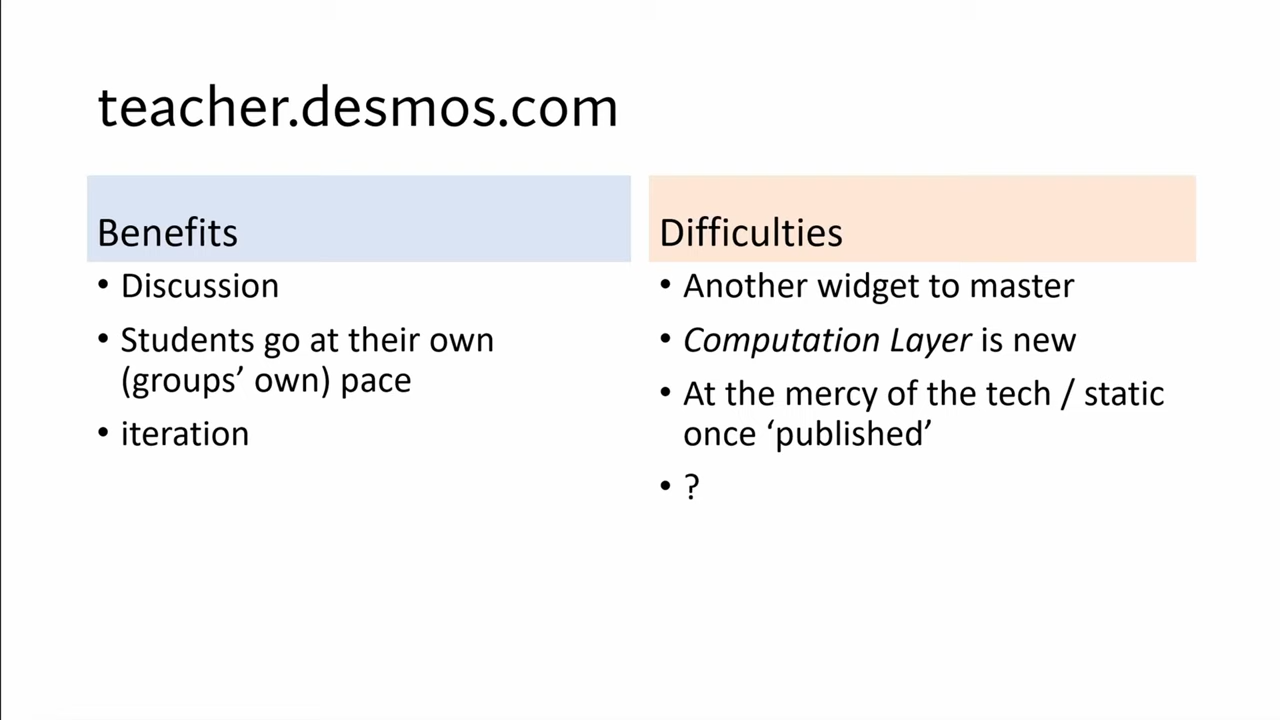 teacher.desmos.com
Benefits
• Discussion
• Students go at their own
(groups’ own) pace
• iteration
Difficulties
• Another widget to master
• Computation Layer is new
• At the mercy of the tech / static
once ‘published’
• ?